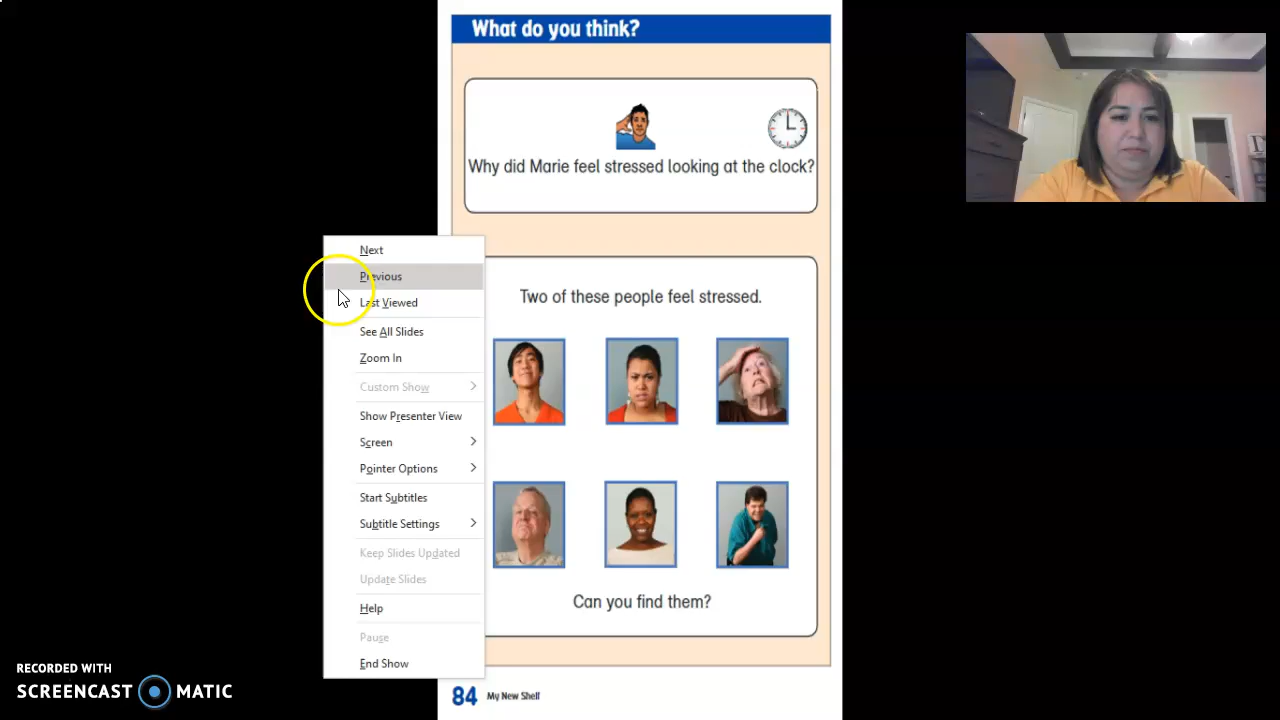 What do you think?
Why did Marie feel stressed looking at the clock?
Next
Previous
Last Viewed
See All Slides
Zoom In
Custom Show
Show Presenter View
Screen
Pointer Options
Start Subtitles
Subtitle Settings
Keep Slides Updated
Update Slides
Help
Pause
End Show
Two of these people feel stressed.
Can you find them?
84 My New Shelf
RECORDED WITH
SCREENCAST MATIC